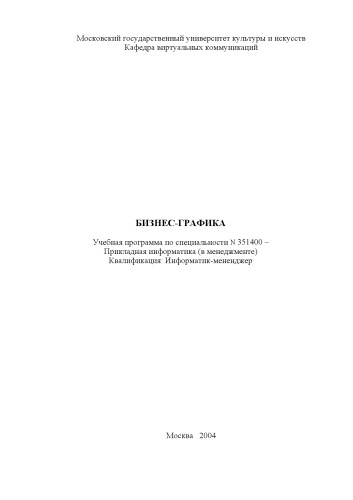 Московский государственный университет культуры и искусств
Кафедра виртуальных коммуникаций
БИЗНЕС-ГРАФИКА
Учебная программа по специальности N 351400 –
Прикладная информатика (в менеджменте)
Квалификация: Информатик-мененджер
Москва 2004